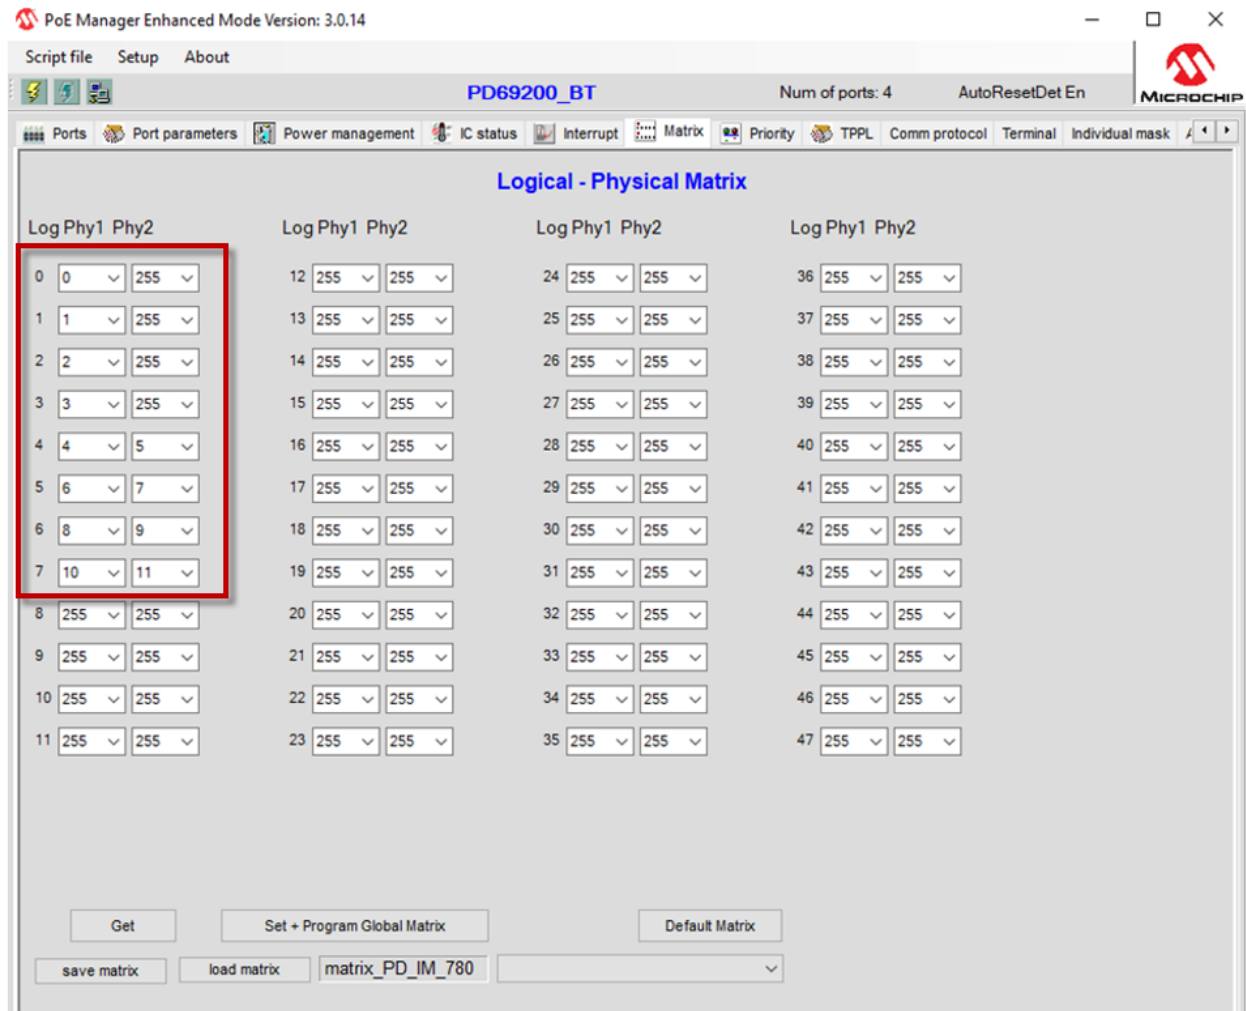 PoE Manager Enhanced Mode Version: 3.0.14
Script file Setup About
PD69200_BT Num of ports: 4 AutoResetDet En MICROCHIP
Ports Port parameters Power management IC status Interrupt Matrix Priority TPPL Comm protocol Terminal Individual mask
Logical - Physical Matrix
Log Phy1 Phy2 Log Phy1 Phy2 Log Phy1 Phy2 Log Phy1 Phy2
0 0 255 12 255 255 24 255 255 36 255 255
1 1 255 13 255 255 25 255 255 37 255 255
2 2 255 14 255 255 26 255 255 38 255 255
3 3 255 15 255 255 27 255 255 39 255 255
4 4 5 16 255 255 28 255 255 40 255 255
5 6 7 17 255 255 29 255 255 41 255 255
6 8 9 18 255 255 30 255 255 42 255 255
7 10 11 19 255 255 31 255 255 43 255 255
8 255 255 20 255 255 32 255 255 44 255 255
9 255 255 21 255 255 33 255 255 45 255 255
10 255 255 22 255 255 34 255 255 46 255 255
11 255 255 23 255 255 35 255 255 47 255 255
Get Set + Program Global Matrix Default Matrix
save matrix load matrix matrix_PD_IM_780